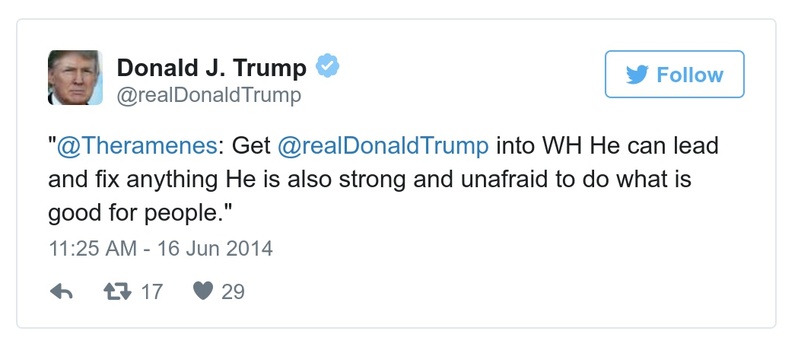 Donald J. Trump
@realDonaldTrump
Follow
"@Theramenes: Get @realDonaldTrump into WH He can lead
and fix anything He is also strong and unafraid to do what is
good for people."
11:25 AM - 16 Jun 2014
17 29